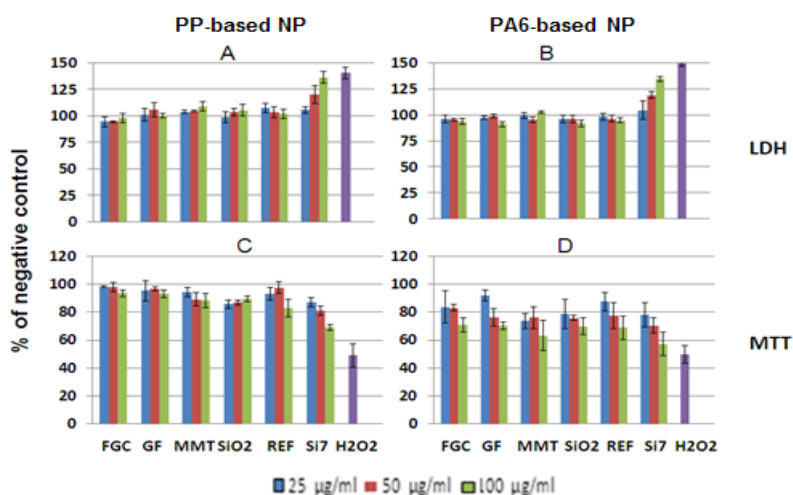 PP-based NP PA6-based NP
A B
150 150
125 125
100 100
75 75
50 50
25 25
0 0
LDH
% of negative control
C D
120 120
100 100
80 80
60 60
40 40
20 20
0 0
MTT
FGC GF MMT SiO2 REF Si7 H2O2 FGC GF MMT SiO2 REF Si7 H2O2
25 µg/ml 50 µg/ml 100 µg/ml